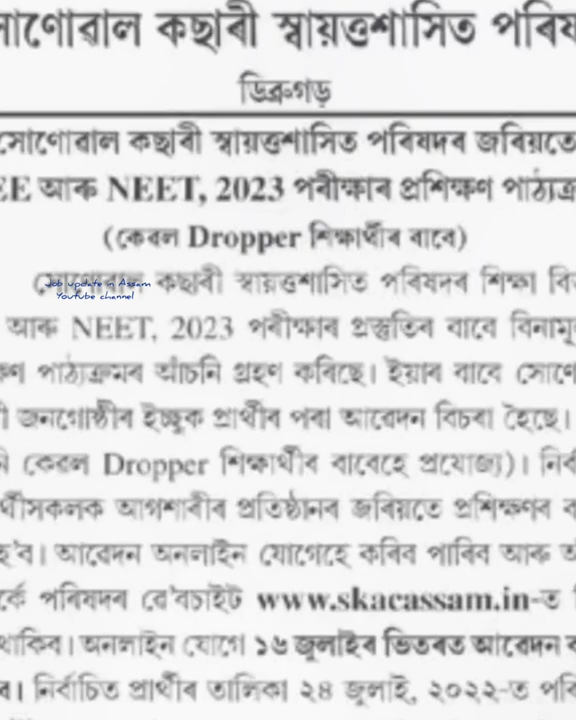 াণোৱাল কছাৰী স্বায়ত্তশাসিত পৰিষ
ডিব্ৰুগড়
সোণোৱাল কছাৰী স্বায়ত্তশাসিত পৰিষদৰ জৰিয়তে
EE আৰু NEET, 2023 পৰীক্ষাৰ প্ৰশিক্ষণ পাঠ্যক্ৰ
(কেৱল Dropper শিক্ষাৰ্থীৰ বাবে)
কছাৰী স্বায়ত্তশাসিত পৰিষদৰ শিক্ষা বি
Job update in Assam
Youtube channel
আৰু NEET, 2023 পৰীক্ষাৰ প্ৰস্তুতিৰ বাবে বিনামূ
ণ পাঠ্যক্ৰমৰ আঁচনি গ্ৰহণ কৰিছে। ইয়াৰ বাবে সোণো
ী জনগোষ্ঠীৰ ইচ্ছুক প্ৰাৰ্থীৰ পৰা আবেদন বিচৰা হৈছে।
ি কেৱল Dropper শিক্ষাৰ্থীৰ বাবেহে প্ৰযোজ্য)। নিৰ্ব
ৰ্থীসকলক আগশাৰীৰ প্ৰতিষ্ঠানৰ জৰিয়তে প্ৰশিক্ষণৰ ব
হ'ব। আবেদন অনলাইন যোগেহে কৰিব পাৰিব আৰু
ৰ্কে পৰিষদৰ ৱে'বচাইট www.skacassam.in-ত
থাকিব। অনলাইন যোগে ১৬ জুলাইৰ ভিতৰত আবেদন ক
ব। নিৰ্বাচিত প্ৰাৰ্থীৰ তালিকা ২৪ জুলাই, ২০২২-ত পৰি